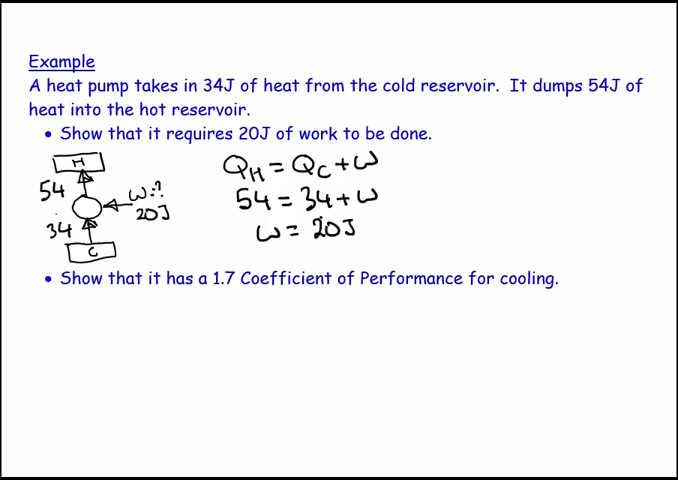 Example
A heat pump takes in 34J of heat from the cold reservoir. It dumps 54J of
heat into the hot reservoir.
• Show that it requires 20J of work to be done.
H
54
W=?
20J
34
C
Q_H = Q_C + W
54 = 34 + W
W = 20J
• Show that it has a 1.7 Coefficient of Performance for cooling.